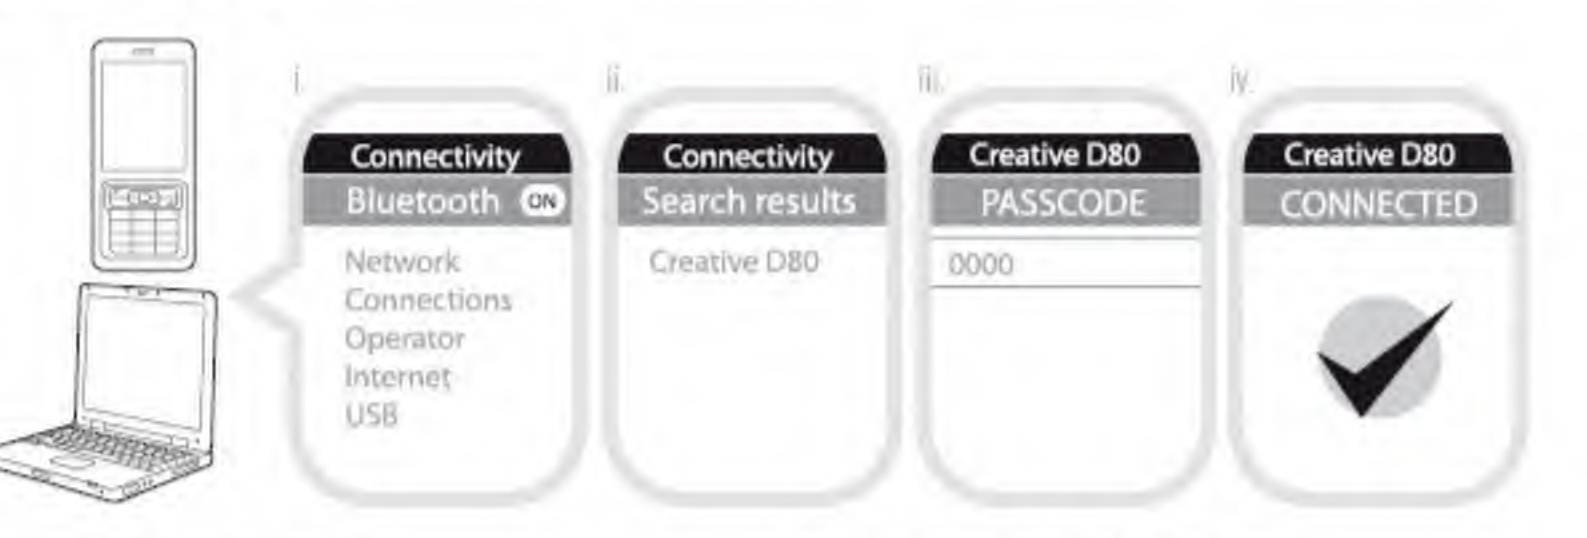 i.
Connectivity
Bluetooth ON
Network
Connections
Operator
Internet
USB
ii.
Connectivity
Search results
Creative D80
iii.
Creative D80
PASSCODE
0000
iv.
Creative D80
CONNECTED